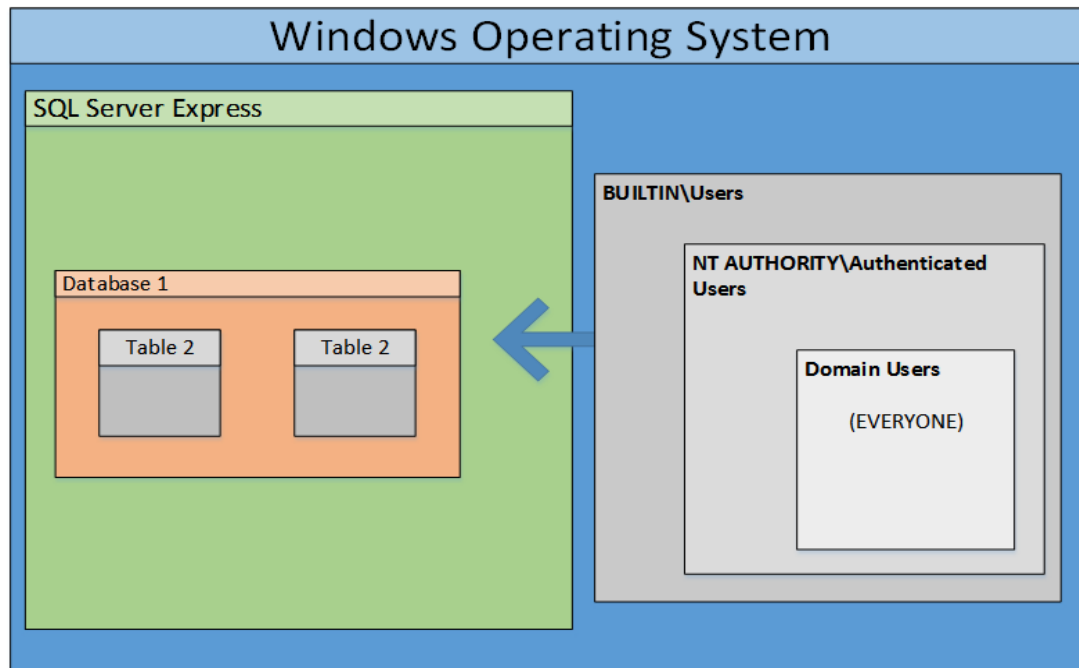 Windows Operating System
SQL Server Express
BUILTIN\Users
NT AUTHORITY\Authenticated
Users
Database 1
Table 2
Table 2
Domain Users
(EVERYONE)